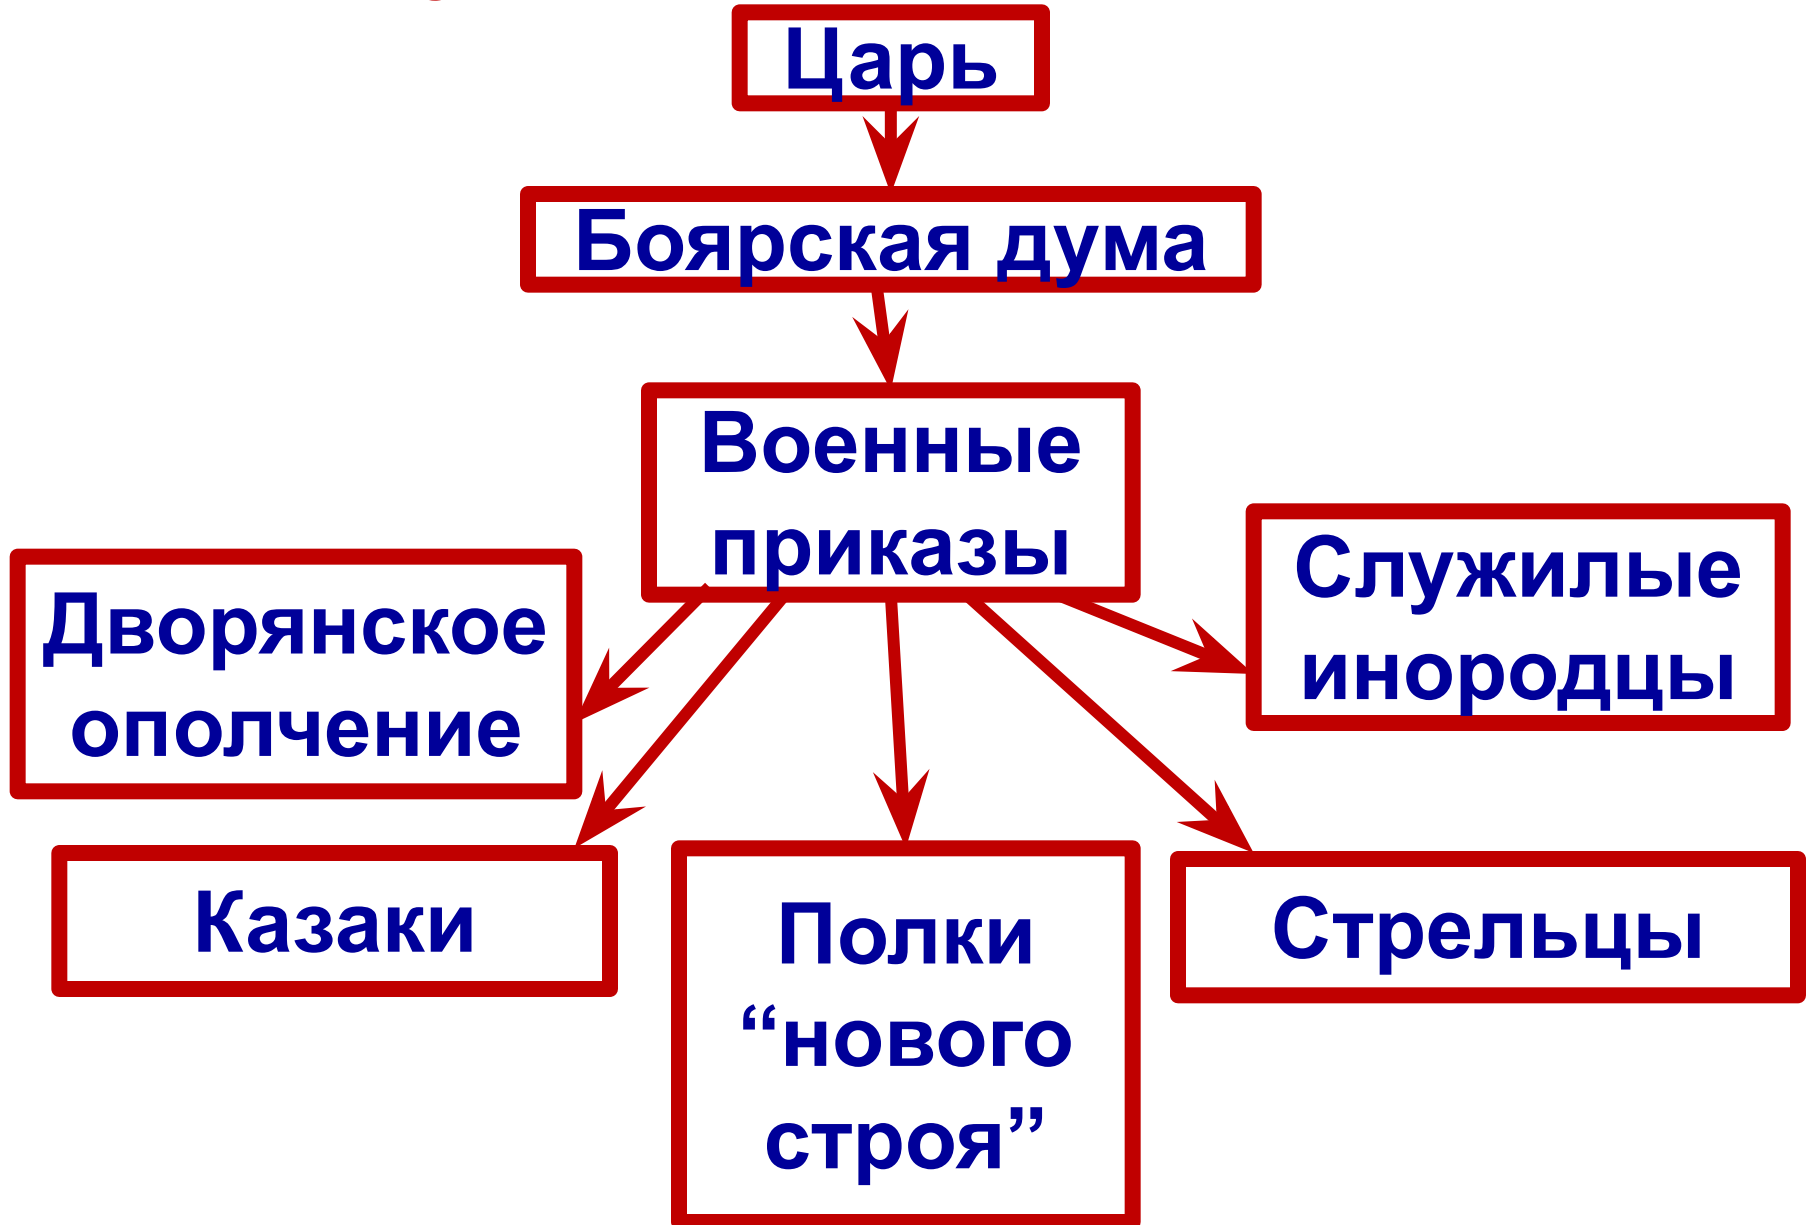 Царь
Боярская дума
Военные
приказы
Служилые
инородцы
Дворянское
ополчение
Казаки
Полки
“нового
строя”
Стрельцы